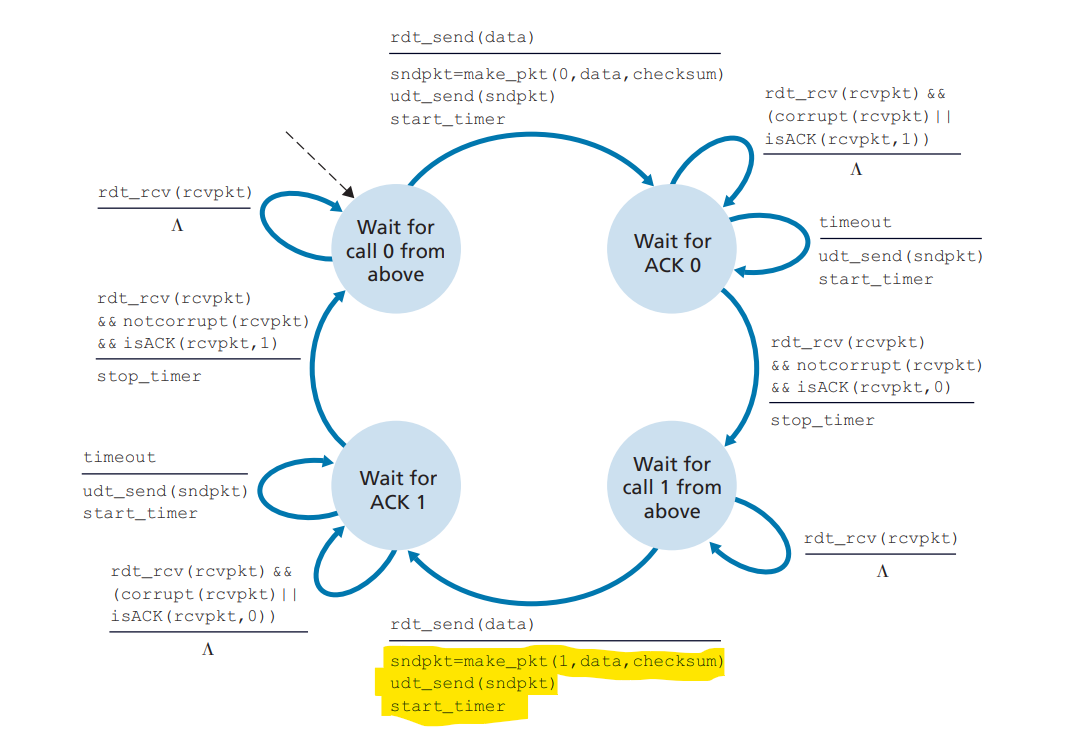 rdt_send(data)
sndpkt=make_pkt(0,data,checksum)
udt_send(sndpkt)
start_timer
rdt_rcv(rcvpkt) &&
(corrupt(rcvpkt)||
isACK(rcvpkt,1))
Λ
rdt_rcv(rcvpkt)
Λ
Wait for
call 0 from
above
Wait for
ACK 0
timeout
udt_send(sndpkt)
start_timer
rdt_rcv(rcvpkt)
&& notcorrupt(rcvpkt)
&& isACK(rcvpkt,1)
stop_timer
rdt_rcv(rcvpkt)
&& notcorrupt(rcvpkt)
&& isACK(rcvpkt,0)
stop_timer
timeout
udt_send(sndpkt)
start_timer
Wait for
ACK 1
Wait for
call 1 from
above
rdt_rcv(rcvpkt)
Λ
rdt_rcv(rcvpkt) &&
(corrupt(rcvpkt)||
isACK(rcvpkt,0))
Λ
rdt_send(data)
sndpkt=make_pkt(1,data,checksum)
udt_send(sndpkt)
start_timer